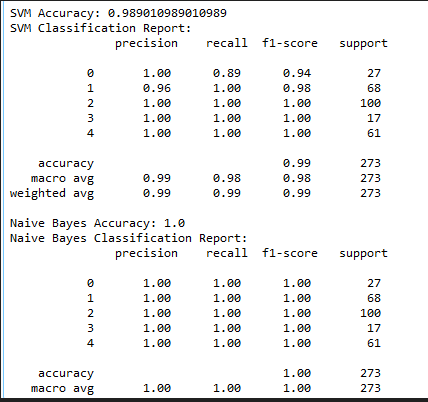 SVM Accuracy: 0.989010989010989
SVM Classification Report:
precision recall f1-score support
0 1.00 0.89 0.94 27
1 0.96 1.00 0.98 68
2 1.00 1.00 1.00 100
3 1.00 1.00 1.00 17
4 1.00 1.00 1.00 61
accuracy 0.99 273
macro avg 0.99 0.98 0.98 273
weighted avg 0.99 0.99 0.99 273
Naive Bayes Accuracy: 1.0
Naive Bayes Classification Report:
precision recall f1-score support
0 1.00 1.00 1.00 27
1 1.00 1.00 1.00 68
2 1.00 1.00 1.00 100
3 1.00 1.00 1.00 17
4 1.00 1.00 1.00 61
accuracy 1.00 273
macro avg 1.00 1.00 1.00 273